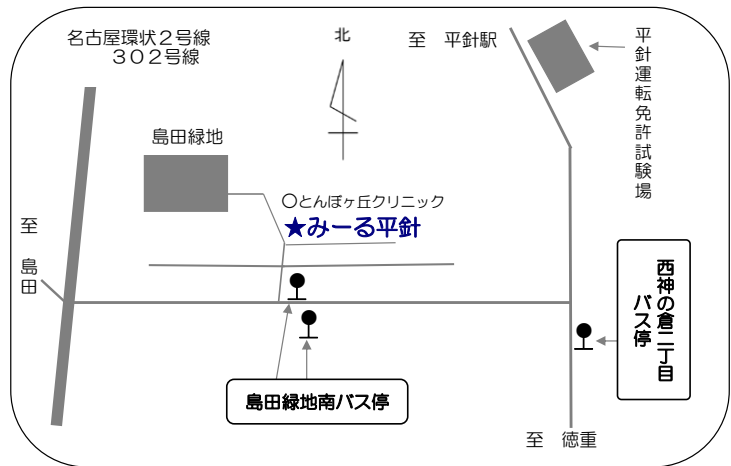 名古屋環状２号線
３０２号線
北
至　平針駅
平針運転免許試験場
島田緑地
〇とんぼヶ丘クリニック
★みーる平針
至　島田
西神の倉二丁目
バス停
島田緑地南バス停
至　徳重